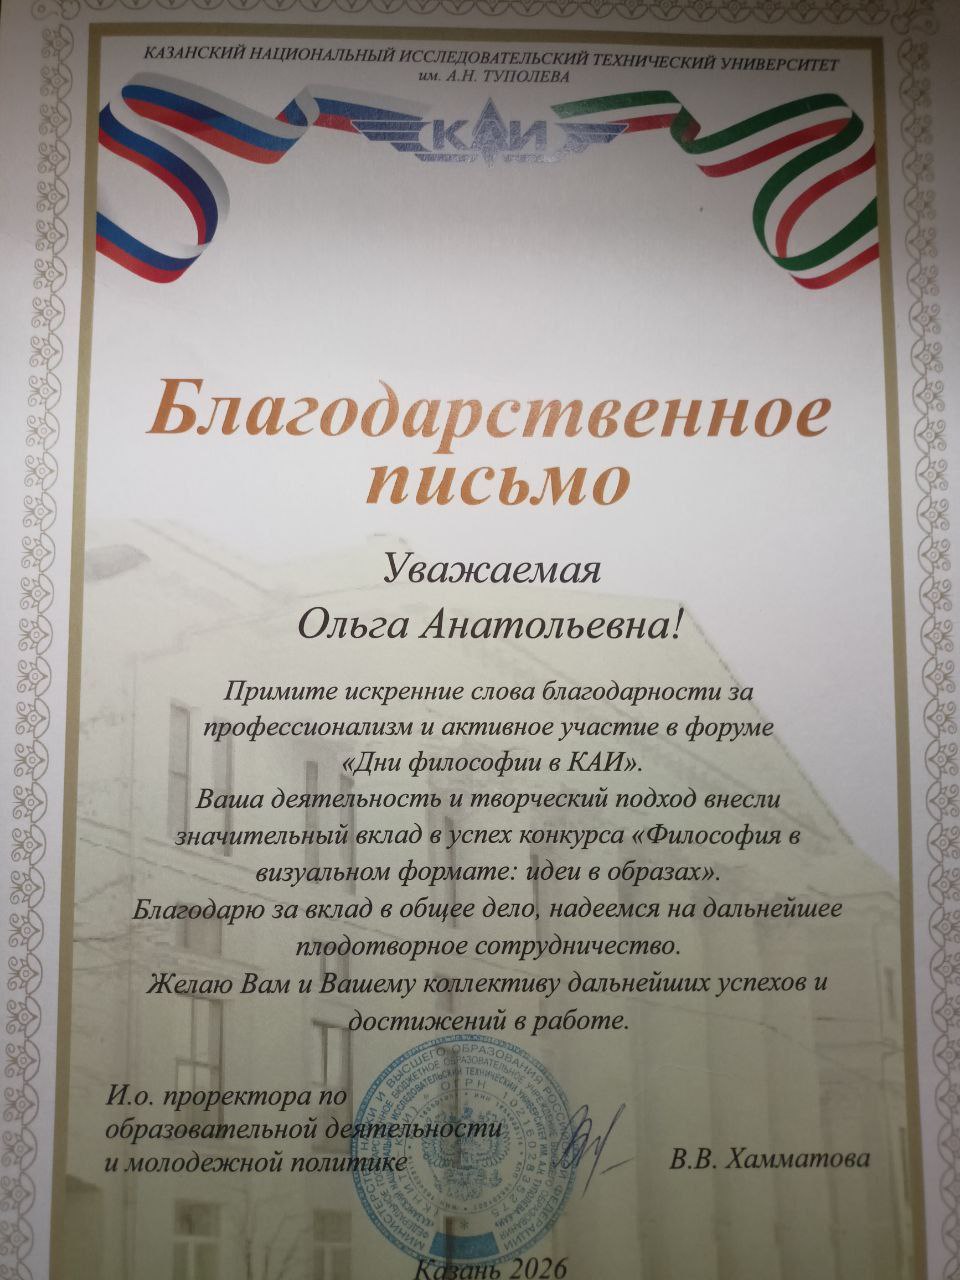 КАЗАНСКИЙ НАЦИОНАЛЬНЫЙ ИССЛЕДОВАТЕЛЬСКИЙ ТЕХНИЧЕСКИЙ УНИВЕРСИТЕТ
им. А.Н. ТУПОЛЕВА
КАИ
Благодарственное
письмо
Уважаемая
Ольга Анатольевна!
Примите искренние слова благодарности за
профессионализм и активное участие в форуме
«Дни философии в КАИ».
Ваша деятельность и творческий подход внесли
значительный вклад в успех конкурса «Философия в
визуальном формате: идеи в образах».
Благодарю за вклад в общее дело, надеемся на дальнейшее
плодотворное сотрудничество.
Желаю Вам и Вашему коллективу дальнейших успехов и
достижений в работе.
И.о. проректора по
образовательной деятельности
и молодежной политике
В.В. Хамматова
Казань 2026